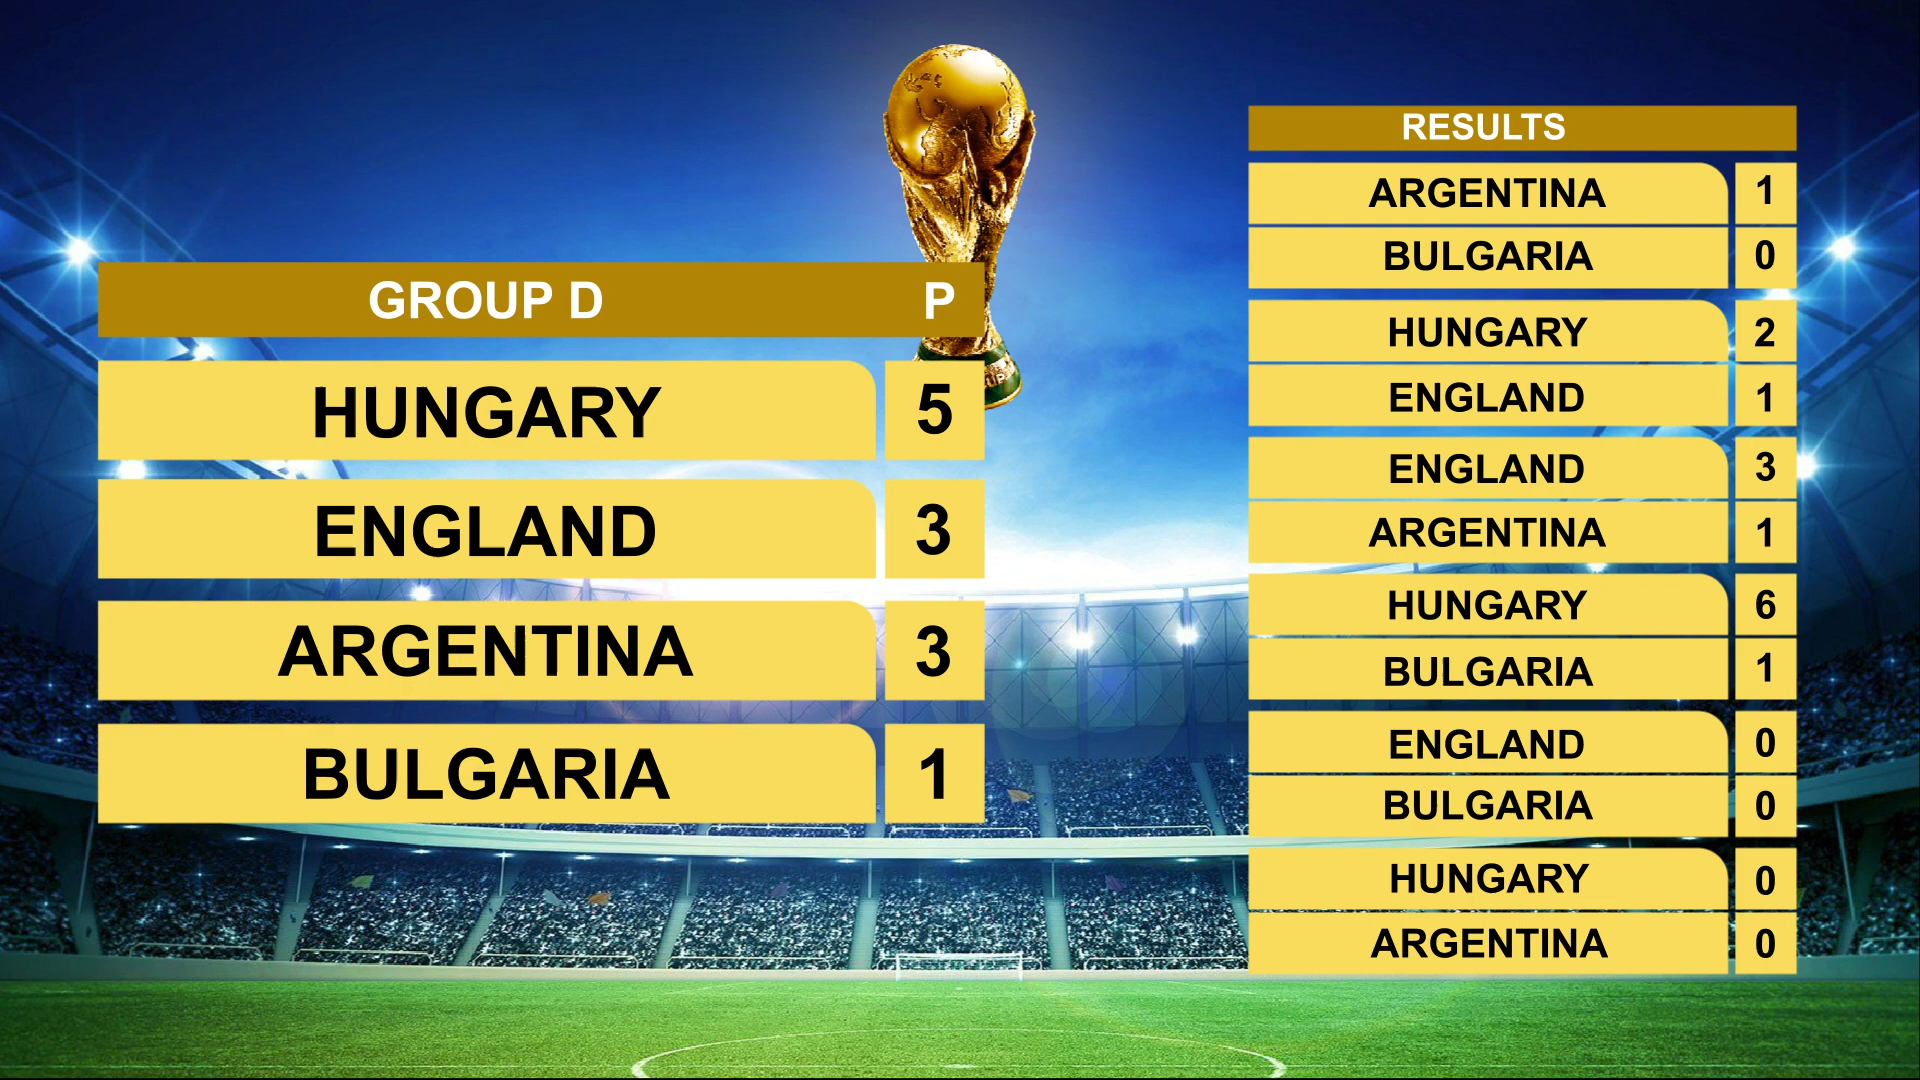 GROUP D P
HUNGARY 5
ENGLAND 3
ARGENTINA 3
BULGARIA 1
RESULTS
ARGENTINA 1
BULGARIA 0
HUNGARY 2
ENGLAND 1
ENGLAND 3
ARGENTINA 1
HUNGARY 6
BULGARIA 1
ENGLAND 0
BULGARIA 0
HUNGARY 0
ARGENTINA 0